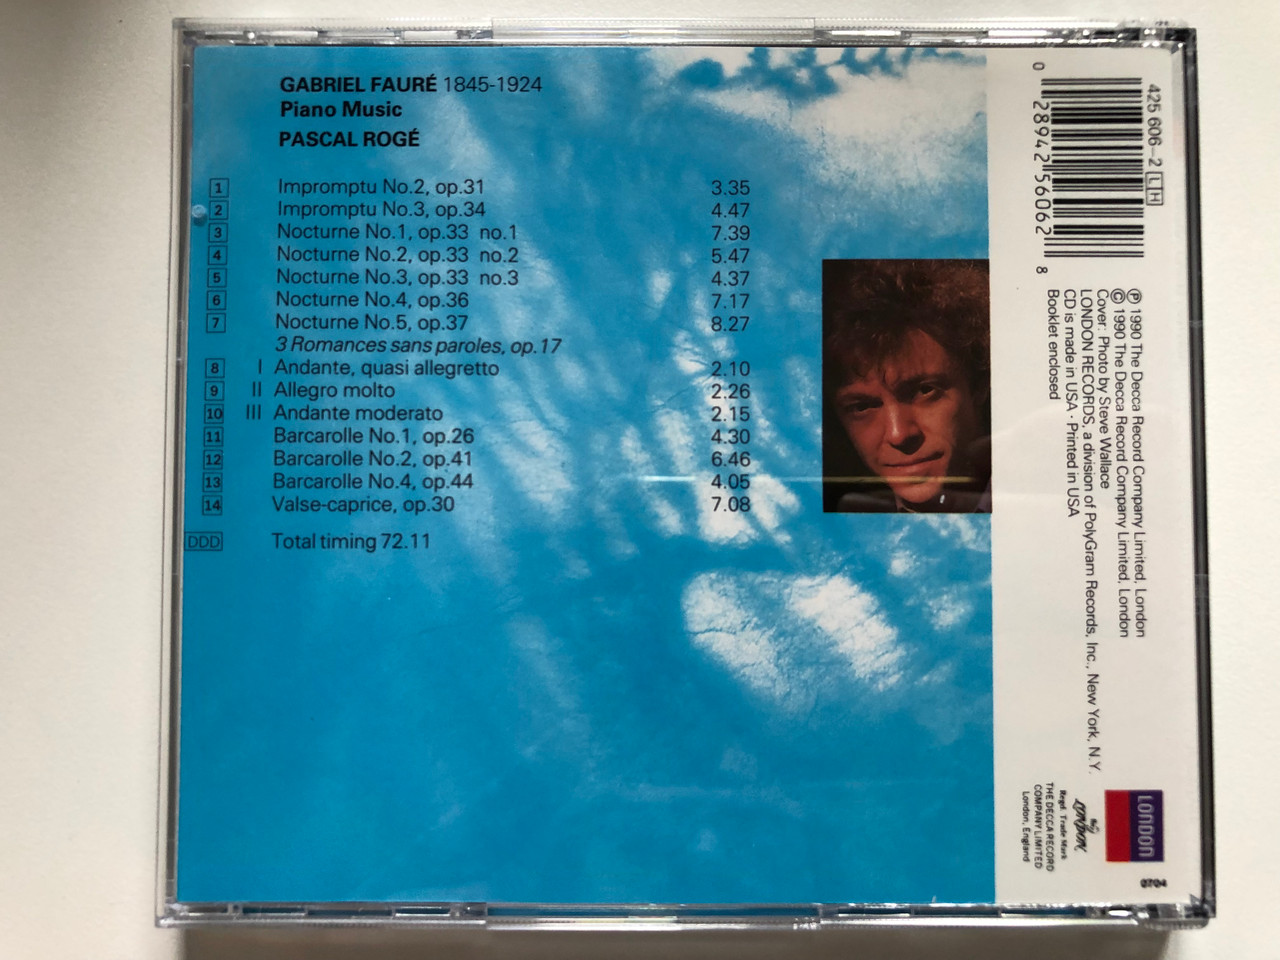 GABRIEL FAURÉ 1845-1924
Piano Music
PASCAL ROGÉ
1 Impromptu No.2, op.31 3.35
2 Impromptu No.3, op.34 4.47
3 Nocturne No.1, op.33 no.1 7.39
4 Nocturne No.2, op.33 no.2 5.47
5 Nocturne No.3, op.33 no.3 4.37
6 Nocturne No.4, op.36 7.17
7 Nocturne No.5, op.37 8.27
3 Romances sans paroles, op.17
8 I Andante, quasi allegretto 2.10
9 II Allegro molto 2.26
10 III Andante moderato 2.15
11 Barcarolle No.1, op.26 4.30
12 Barcarolle No.2, op.41 6.46
13 Barcarolle No.4, op.44 4.05
14 Valse-caprice, op.30 7.08
DDD Total timing 72.11
425 606-2 LH
0 28942 56062 8
℗ 1990 The Decca Record Company Limited, London
© 1990 The Decca Record Company Limited, London
Cover: Photo by Steve Wallace
LONDON RECORDS, a division of PolyGram Records, Inc., New York, N.Y.
CD is made in USA · Printed in USA
Booklet enclosed
LONDON
LONDON
Regd. Trade Mark
THE DECCA RECORD
COMPANY LIMITED
London, England
0704